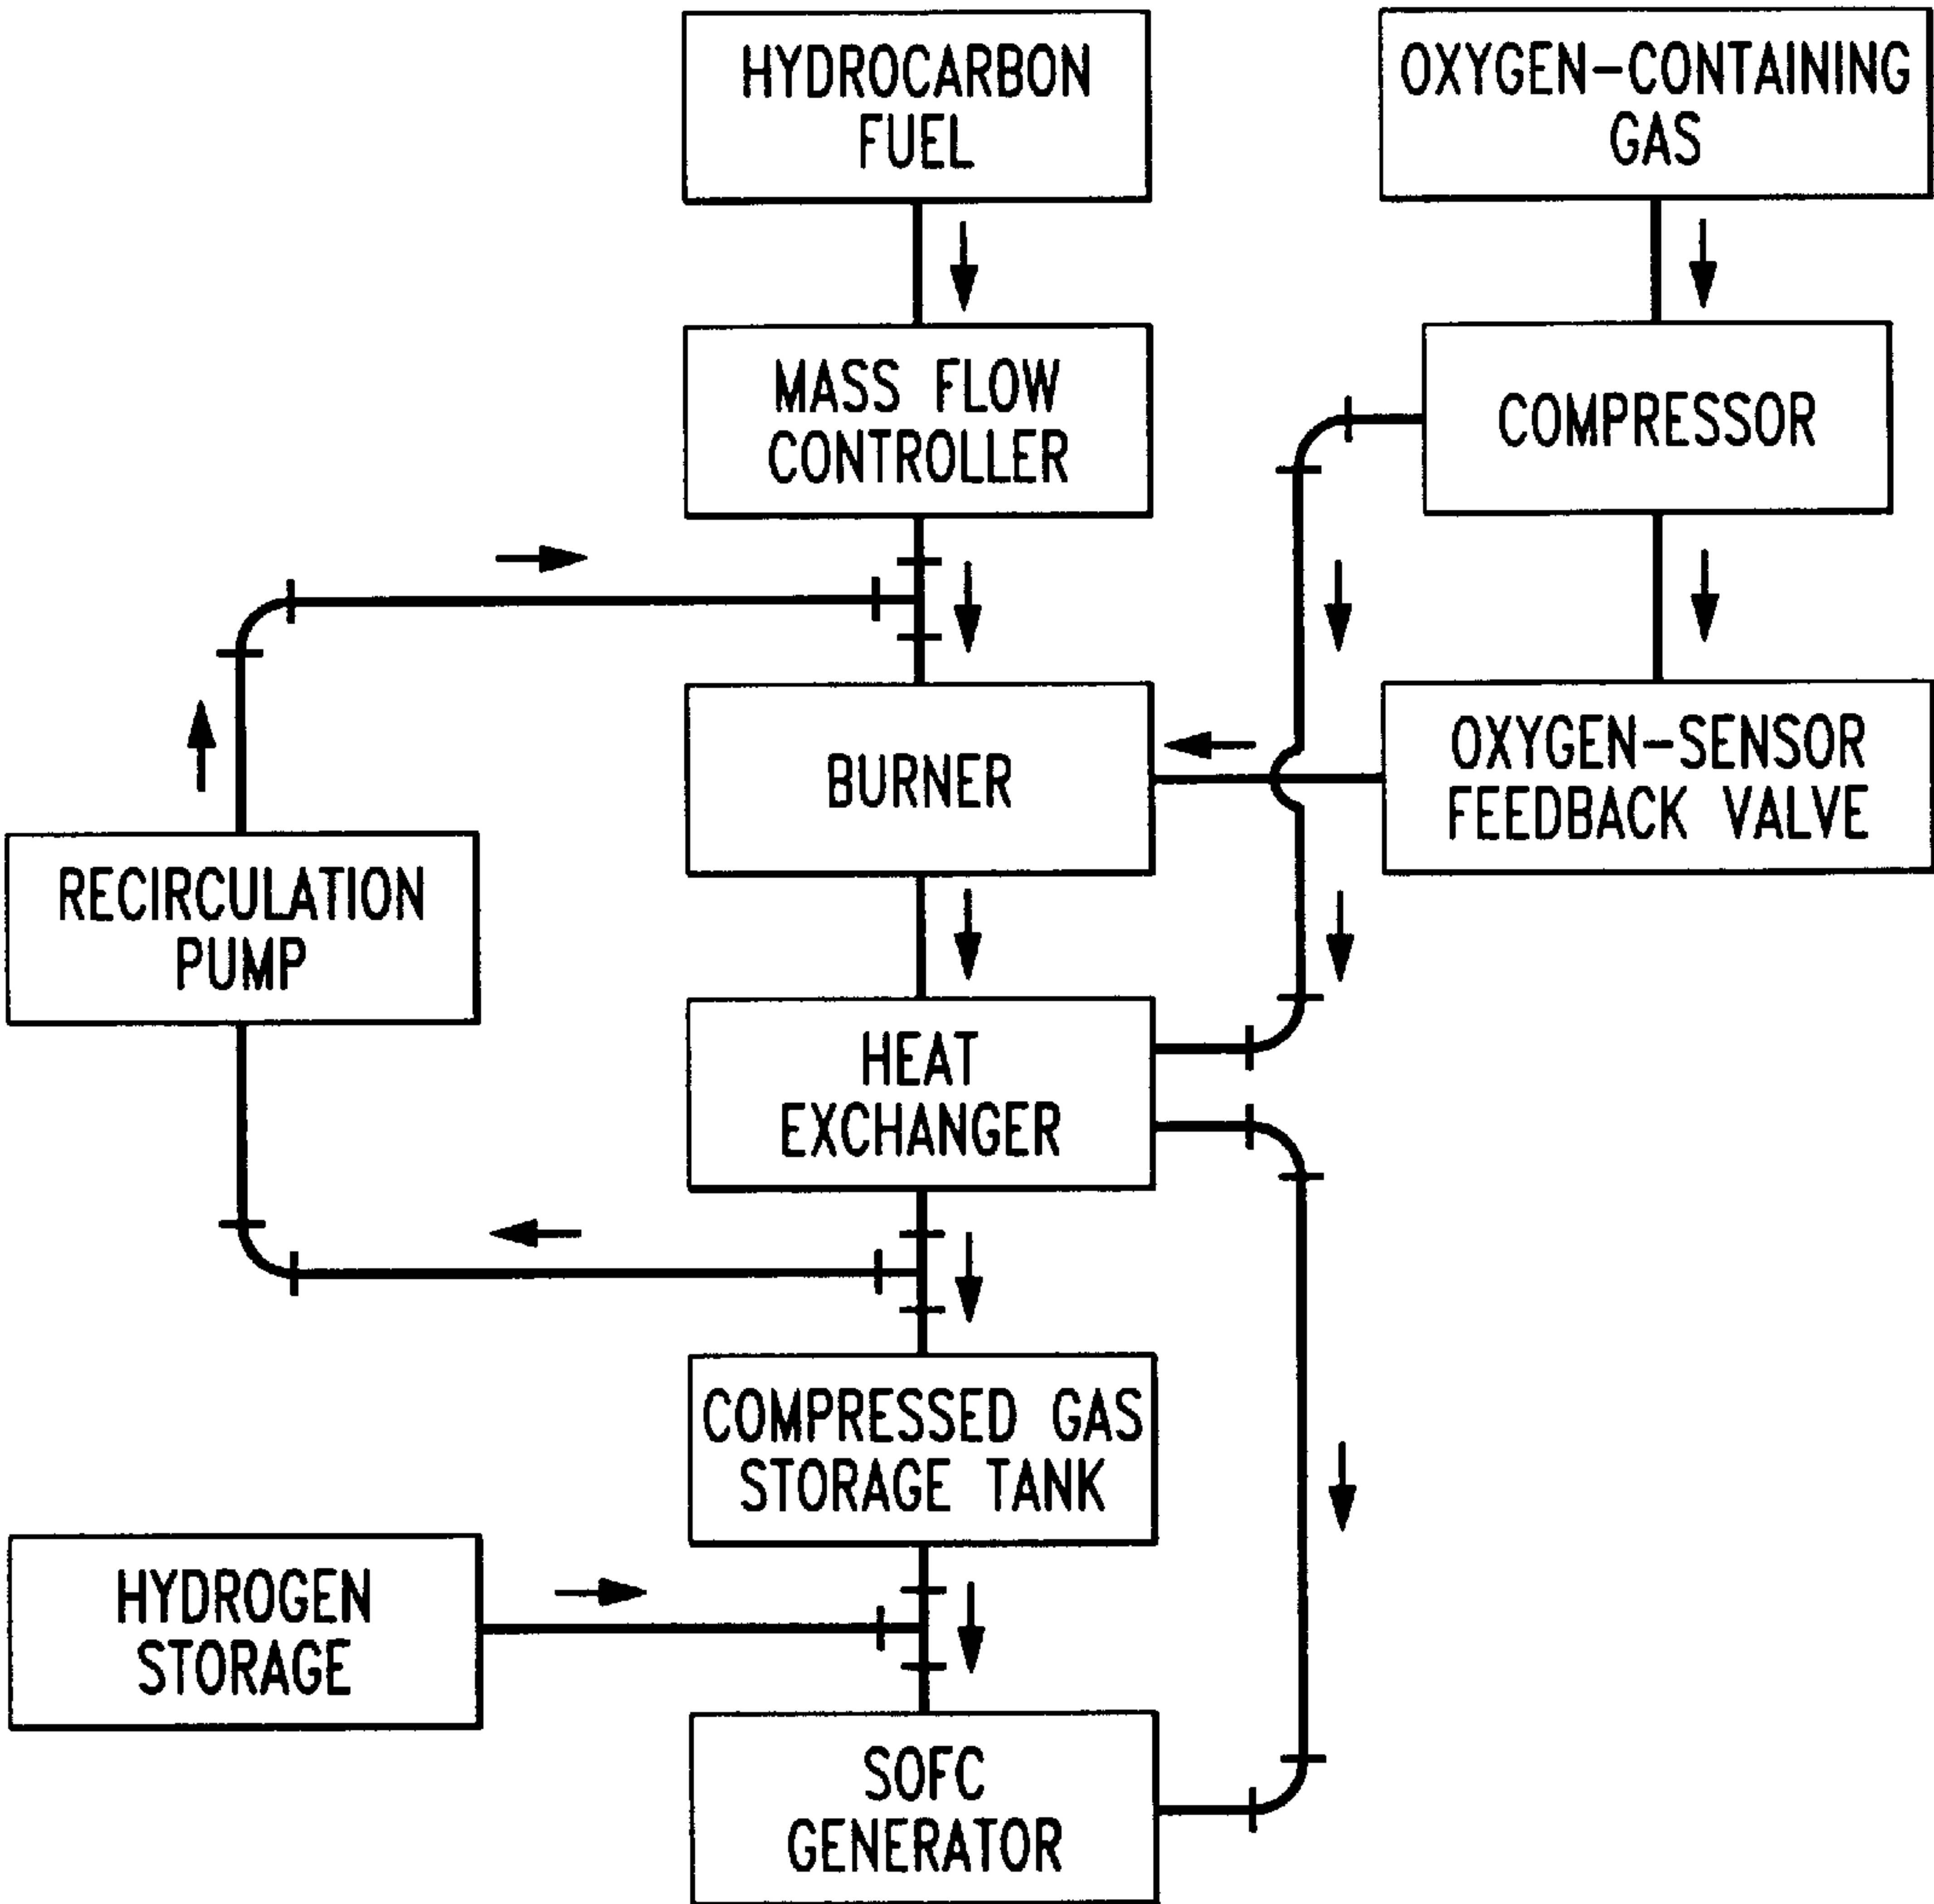 HYDROCARBON
FUEL
OXYGEN-CONTAINING
GAS
MASS FLOW
CONTROLLER
COMPRESSOR
BURNER
OXYGEN-SENSOR
FEEDBACK VALVE
RECIRCULATION
PUMP
HEAT
EXCHANGER
COMPRESSED GAS
STORAGE TANK
HYDROGEN
STORAGE
SOFC
GENERATOR